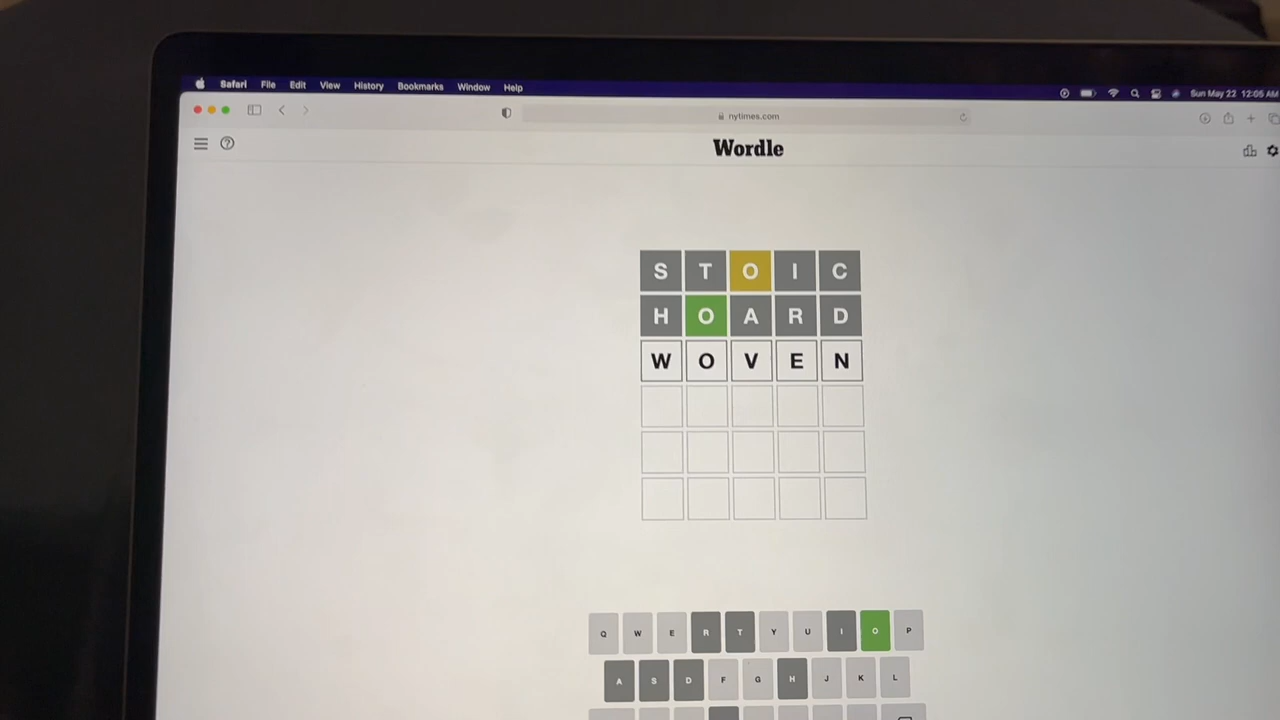 Safari File Edit View History Bookmarks Window Help Sun May 22 12:05 AM
nytimes.com
Wordle
S T O I C
H O A R D
W O V E N
Q W E R T Y U I O P
A S D F G H J K L